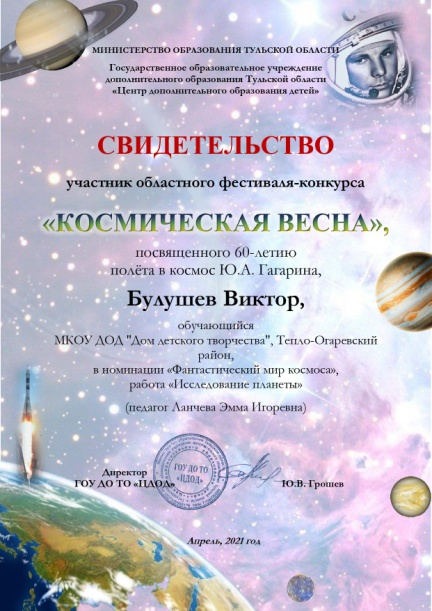 МИНИСТЕРСТВО ОБРАЗОВАНИЯ ТУЛЬСКОЙ ОБЛАСТИ
Государственное образовательное учреждение
дополнительного образования Тульской области
«Центр дополнительного образования детей»
СВИДЕТЕЛЬСТВО
участник областного фестиваля-конкурса
«КОСМИЧЕСКАЯ ВЕСНА»,
посвященного 60-летию
полёта в космос Ю.А. Гагарина,
Булушев Виктор,
обучающийся
МКОУ ДОД "Дом детского творчества", Тепло-Огаревский
район,
в номинации «Фантастический мир космоса»,
работа «Исследование планеты»
(педагог Ланчева Эмма Игоревна)
ГОУ ДО ТО
«ЦДОД»
Директор
ГОУ ДО ТО «ЦДОД»
Ю.В. Грошев
Апрель, 2021 год